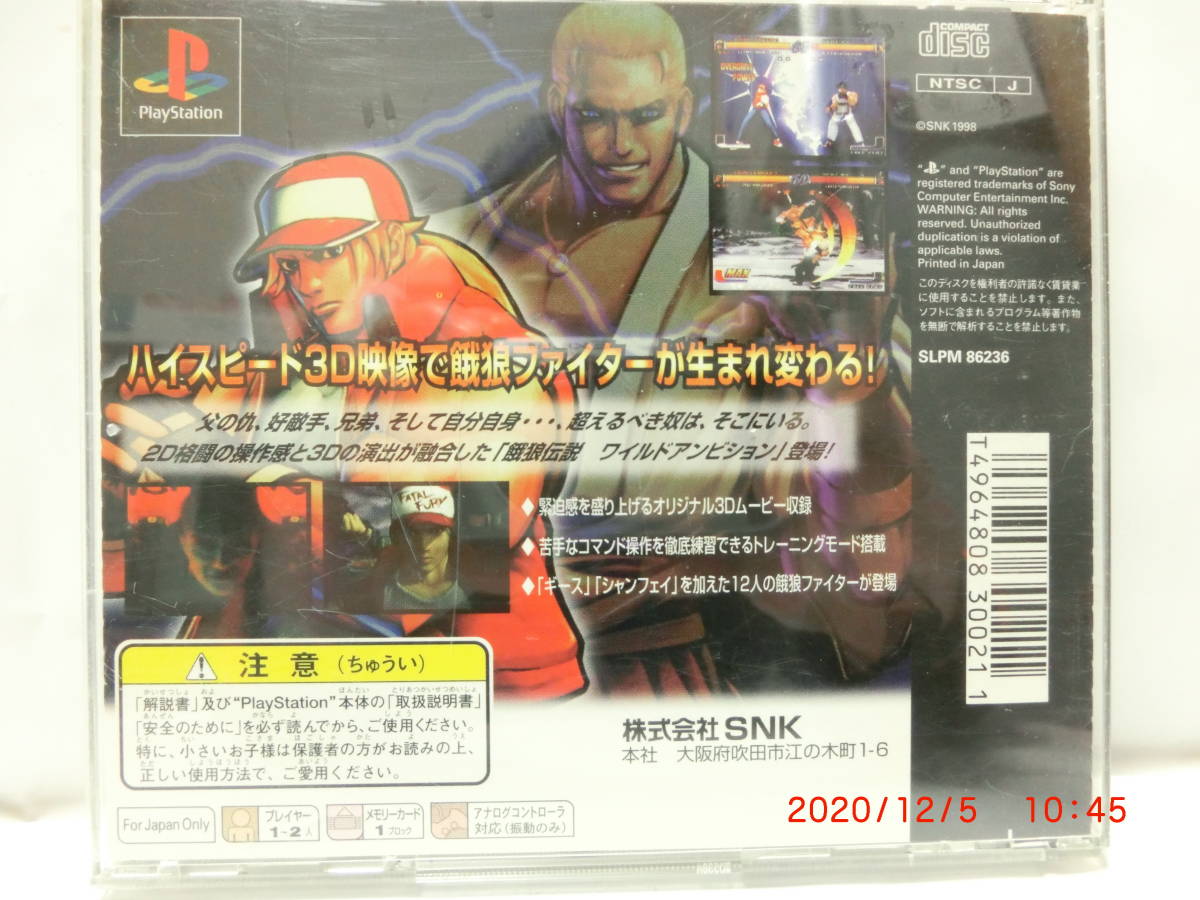 PlayStation
OVERDRIVE
POWER
MAX
COMPACT
disc
NTSC J
©SNK 1998
"PS" and "PlayStation" are
registered trademarks of Sony
Computer Entertainment Inc.
WARNING: All rights
reserved. Unauthorized
duplication is a violation of
applicable laws.
Printed in Japan
このディスクを権利者の許諾なく賃貸業
に使用することを禁止します。また、
ソフトに含まれるプログラム等著作物
を無断で解析することを禁止します。
SLPM 86236
ハイスピード3D映像で餓狼ファイターが生まれ変わる!
父の仇、好敵手、兄弟、そして自分自身・・・、超えるべき奴は、そこにいる。
2D格闘の操作感と3Dの演出が融合した「餓狼伝説 ワイルドアンビション」登場!
FATAL
FURY
◆緊迫感を盛り上げるオリジナル3Dムービー収録
◆苦手なコマンド操作を徹底練習できるトレーニングモード搭載
◆「ギース」「シャンフェイ」を加えた12人の餓狼ファイターが登場
T4964808 30021 1
注意(ちゅうい)
「解説書」及び"PlayStation"本体の「取扱説明書」
「安全のために」を必ず読んでから、ご使用ください。
特に、小さいお子様は保護者の方がお読みの上、
正しい使用方法で、ご愛用ください。
株式会社SNK
本社 大阪府吹田市江の木町1-6
For Japan Only
プレイヤー
1~2人
メモリーカード
1ブロック
アナログコントローラ
対応(振動のみ)
2020/12/5 10:45